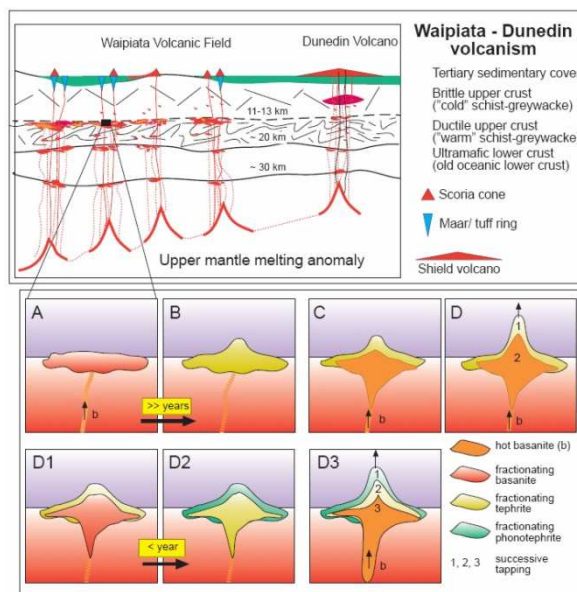 Waipiata Volcanic Field
Dunedin Volcano
11-13 km
~ 20 km
~ 30 km
Upper mantle melting anomaly
Waipiata - Dunedin
volcanism
Tertiary sedimentary cove
Brittle upper crust
("cold" schist-greywacke
Ductile upper crust
("warm" schist-greywacke
Ultramafic lower crust
(old oceanic lower crust)
Scoria cone
Maar/ tuff ring
Shield volcano
A
b
>> years
B
C
b
D
1
2
b
D1
< year
D2
D3
1
2
3
b
hot basanite (b)
fractionating
basanite
fractionating
tephrite
fractionating
phonotephrite
1, 2, 3 successive
tapping